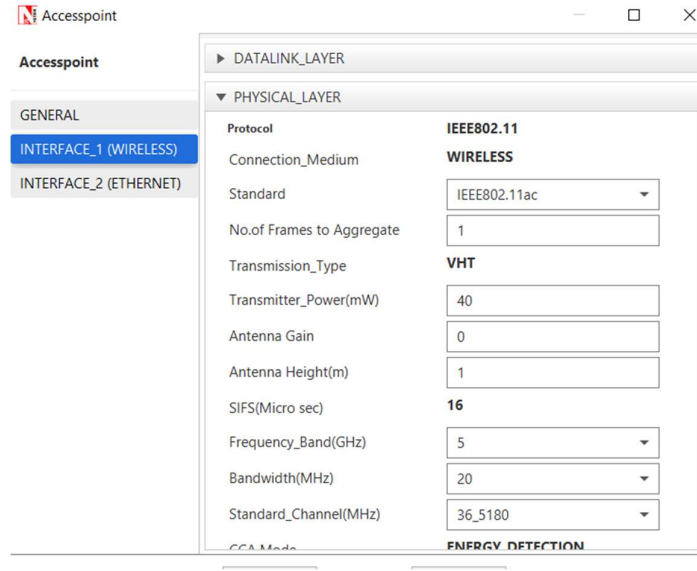 Accesspoint
Accesspoint
GENERAL
INTERFACE_1 (WIRELESS)
INTERFACE_2 (ETHERNET)
DATALINK_LAYER
PHYSICAL_LAYER
Protocol IEEE802.11
Connection_Medium WIRELESS
Standard IEEE802.11ac
No.of Frames to Aggregate 1
Transmission_Type VHT
Transmitter_Power(mW) 40
Antenna Gain 0
Antenna Height(m) 1
SIFS(Micro sec) 16
Frequency_Band(GHz) 5
Bandwidth(MHz) 20
Standard_Channel(MHz) 36_5180
CCA Mode ENERGY_DETECTION